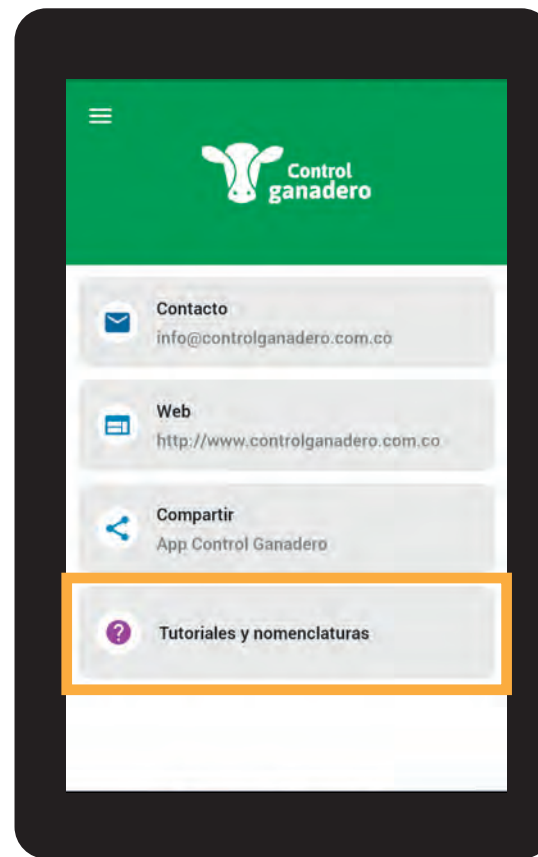 Control
ganadero
Contacto
info@controlganadero.com.co
Web
http://www.controlganadero.com.co
Compartir
App Control Ganadero
Tutoriales y nomenclaturas